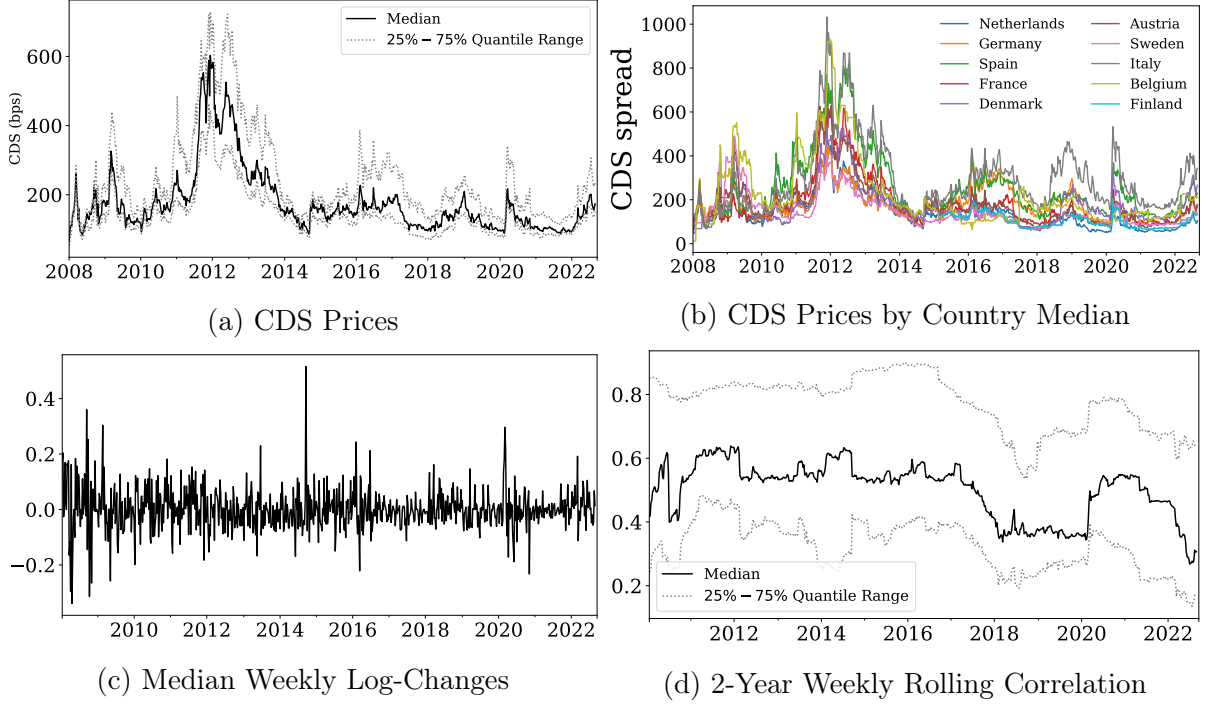 CDS (bps)
600
400
200
Median
25% − 75% Quantile Range
2008 2010 2012 2014 2016 2018 2020 2022
(a) CDS Prices
CDS spread
1000
800
600
400
200
0
Netherlands
Germany
Spain
France
Denmark
Austria
Sweden
Italy
Belgium
Finland
2008 2010 2012 2014 2016 2018 2020 2022
(b) CDS Prices by Country Median
0.4
0.2
0.0
−0.2
2010 2012 2014 2016 2018 2020 2022
(c) Median Weekly Log-Changes
0.8
0.6
0.4
0.2
Median
25% − 75% Quantile Range
2012 2014 2016 2018 2020 2022
(d) 2-Year Weekly Rolling Correlation